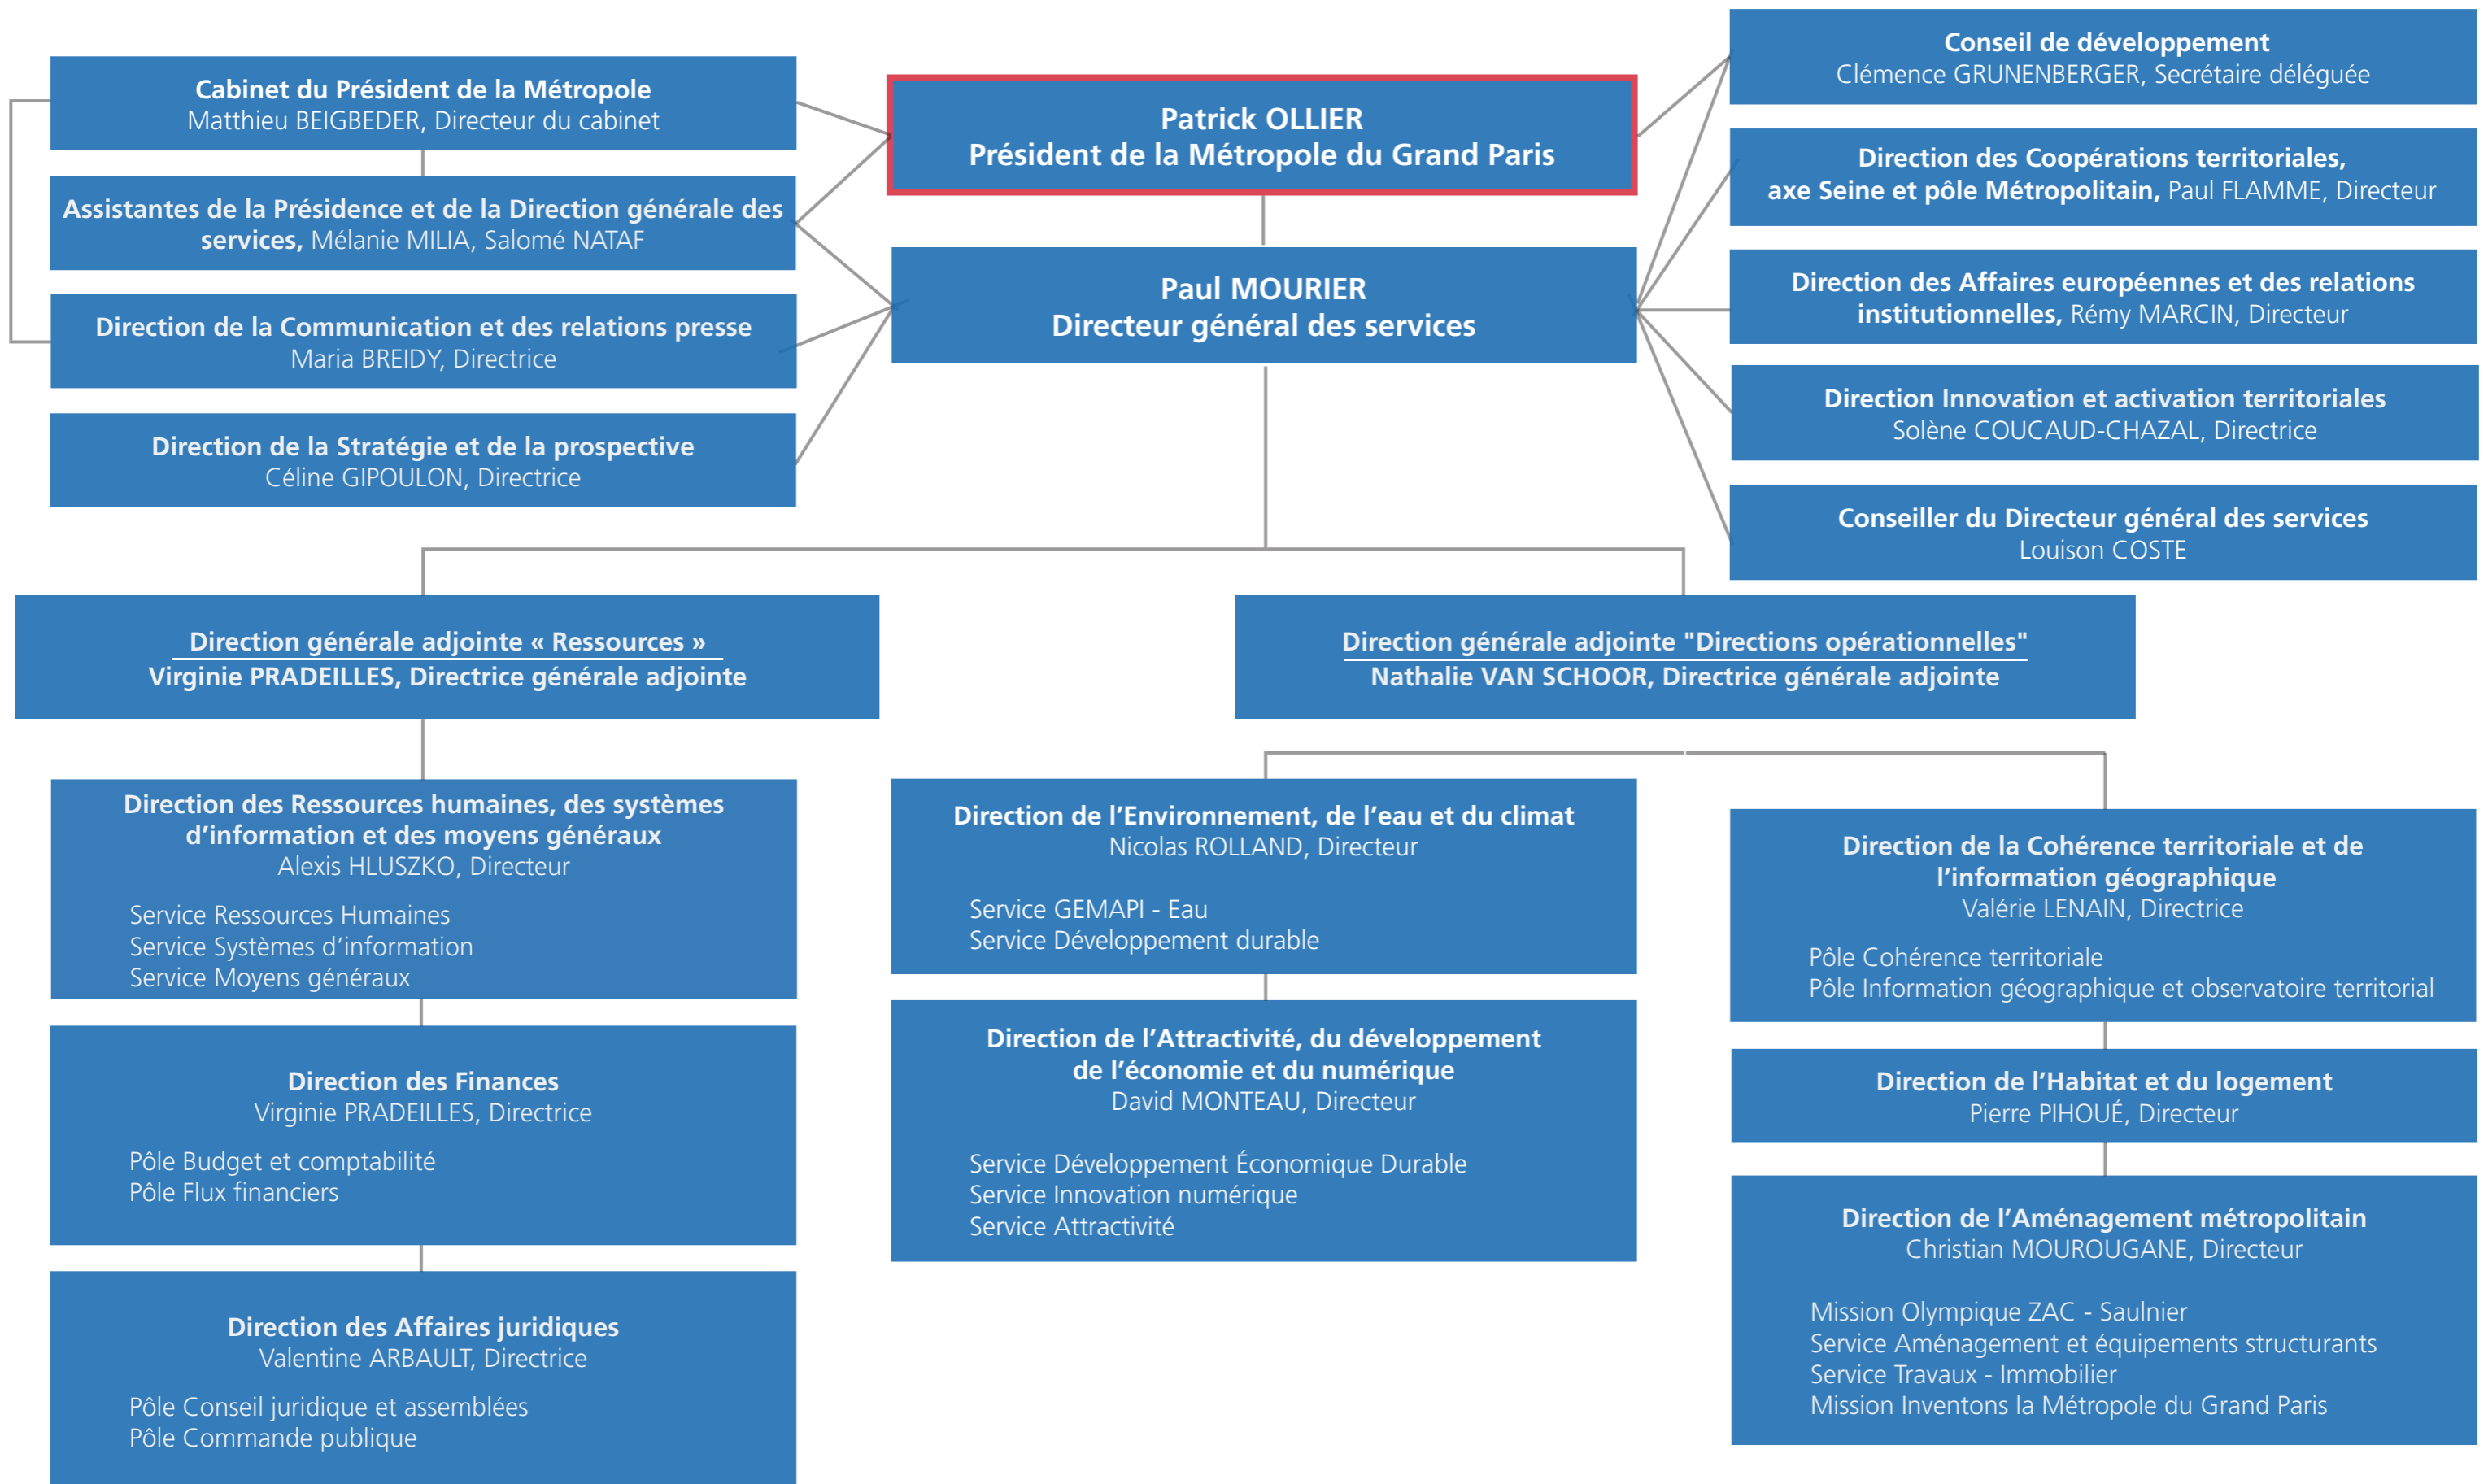 Cabinet du Président de la Métropole
Matthieu BEIGBEDER, Directeur du cabinet
Assistantes de la Présidence et de la Direction générale des
services, Mélanie MILIA, Salomé NATAF
Direction de la Communication et des relations presse
Maria BREIDY, Directrice
Direction de la Stratégie et de la prospective
Céline GIPOULON, Directrice
Patrick OLLIER
Président de la Métropole du Grand Paris
Paul MOURIER
Directeur général des services
Conseil de développement
Clémence GRUNENBERGER, Secrétaire déléguée
Direction des Coopérations territoriales,
axe Seine et pôle Métropolitain, Paul FLAMME, Directeur
Direction des Affaires européennes et des relations
institutionnelles, Rémy MARCIN, Directeur
Direction Innovation et activation territoriales
Solène COUCAUD-CHAZAL, Directrice
Conseiller du Directeur général des services
Louison COSTE
Direction générale adjointe « Ressources »
Virginie PRADEILLES, Directrice générale adjointe
Direction générale adjointe "Directions opérationnelles"
Nathalie VAN SCHOOR, Directrice générale adjointe
Direction des Ressources humaines, des systèmes
d'information et des moyens généraux
Alexis HLUSZKO, Directeur
Service Ressources Humaines
Service Systèmes d'information
Service Moyens généraux
Direction des Finances
Virginie PRADEILLES, Directrice
Pôle Budget et comptabilité
Pôle Flux financiers
Direction des Affaires juridiques
Valentine ARBAULT, Directrice
Pôle Conseil juridique et assemblées
Pôle Commande publique
Direction de l'Environnement, de l'eau et du climat
Nicolas ROLLAND, Directeur
Service GEMAPI - Eau
Service Développement durable
Direction de l'Attractivité, du développement
de l'économie et du numérique
David MONTEAU, Directeur
Service Développement Économique Durable
Service Innovation numérique
Service Attractivité
Direction de la Cohérence territoriale et de
l'information géographique
Valérie LENAIN, Directrice
Pôle Cohérence territoriale
Pôle Information géographique et observatoire territorial
Direction de l'Habitat et du logement
Pierre PIHOUÉ, Directeur
Direction de l'Aménagement métropolitain
Christian MOUROUGANE, Directeur
Mission Olympique ZAC - Saulnier
Service Aménagement et équipements structurants
Service Travaux - Immobilier
Mission Inventons la Métropole du Grand Paris